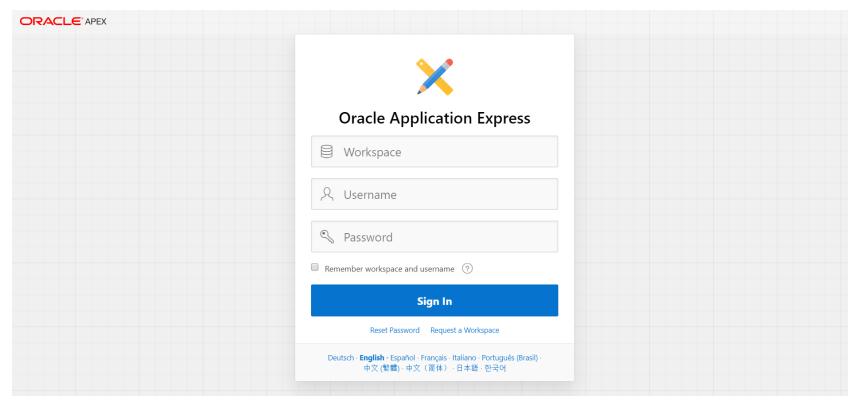 ORACLE APEX
Oracle Application Express
Workspace
Username
Password
Remember workspace and username ?
Sign In
Reset Password Request a Workspace
Deutsch · English · Español · Français · Italiano · Português (Brasil) ·
中文 (繁體) · 中文（简体） · 日本語 · 한국어